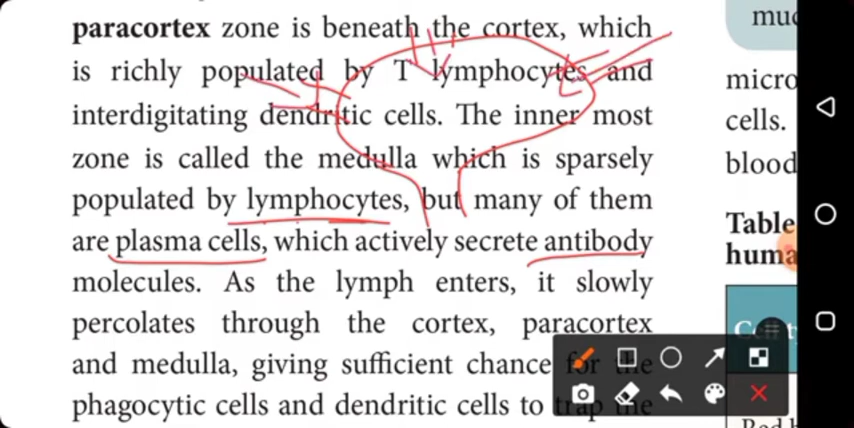 paracortex zone is beneath the cortex, which
is richly populated by T lymphocytes and
interdigitating dendritic cells. The inner most
zone is called the medulla which is sparsely
populated by lymphocytes, but many of them
are plasma cells, which actively secrete antibody
molecules. As the lymph enters, it slowly
percolates through the cortex, paracortex
and medulla, giving sufficient chance for the
phagocytic cells and dendritic cells to trap the
micro
cells.
blood
Table
huma